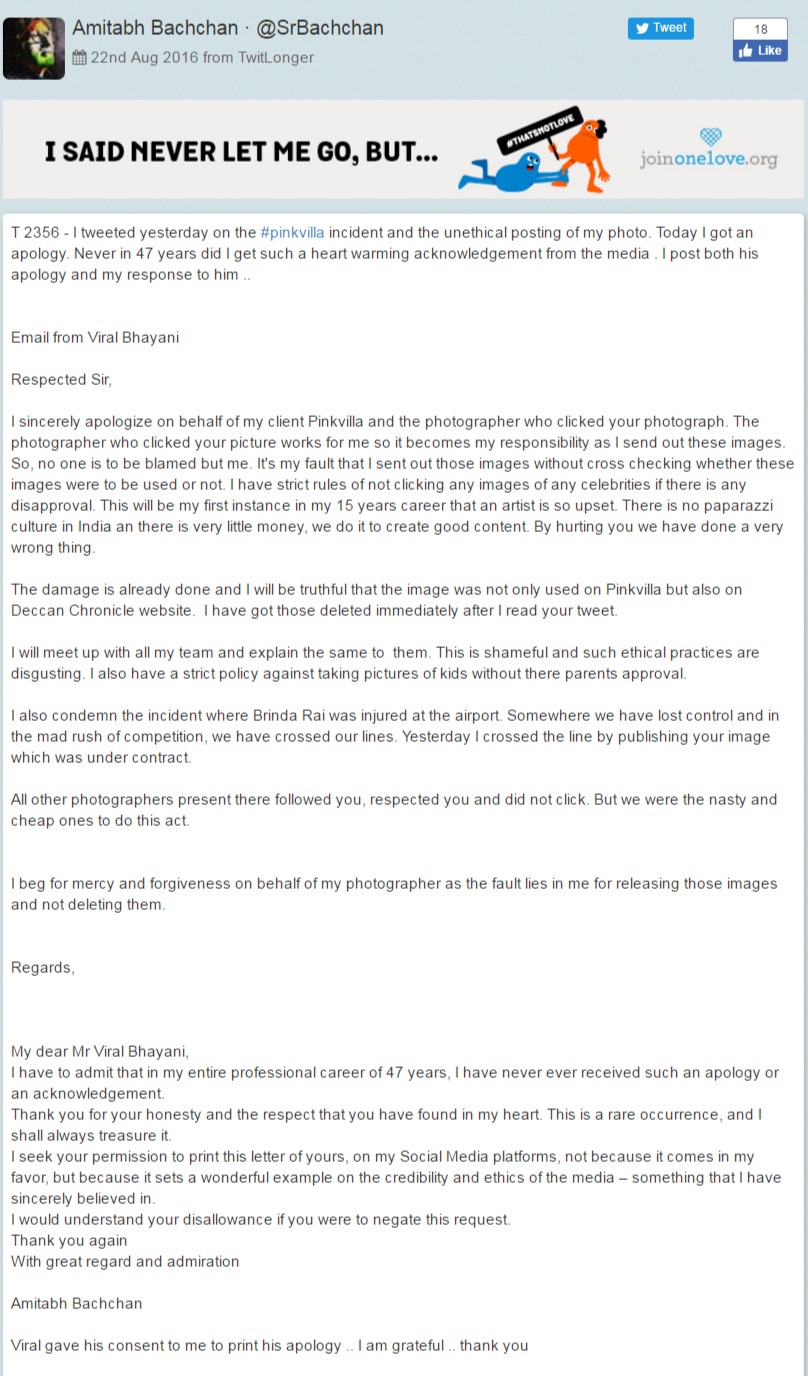 Amitabh Bachchan · @SrBachchan
Tweet
18
Like
22nd Aug 2016 from TwitLonger
I SAID NEVER LET ME GO, BUT...
#THATSNOTLOVE
joinonelove.org
T 2356 - I tweeted yesterday on the #pinkvilla incident and the unethical posting of my photo. Today I got an
apology. Never in 47 years did I get such a heart warming acknowledgement from the media . I post both his
apology and my response to him ..
Email from Viral Bhayani
Respected Sir,
I sincerely apologize on behalf of my client Pinkvilla and the photographer who clicked your photograph. The
photographer who clicked your picture works for me so it becomes my responsibility as I send out these images.
So, no one is to be blamed but me. It's my fault that I sent out those images without cross checking whether these
images were to be used or not. I have strict rules of not clicking any images of any celebrities if there is any
disapproval. This will be my first instance in my 15 years career that an artist is so upset. There is no paparazzi
culture in India an there is very little money, we do it to create good content. By hurting you we have done a very
wrong thing.
The damage is already done and I will be truthful that the image was not only used on Pinkvilla but also on
Deccan Chronicle website.  I have got those deleted immediately after I read your tweet.
I will meet up with all my team and explain the same to  them. This is shameful and such ethical practices are
disgusting. I also have a strict policy against taking pictures of kids without there parents approval.
I also condemn the incident where Brinda Rai was injured at the airport. Somewhere we have lost control and in
the mad rush of competition, we have crossed our lines. Yesterday I crossed the line by publishing your image
which was under contract.
All other photographers present there followed you, respected you and did not click. But we were the nasty and
cheap ones to do this act.
I beg for mercy and forgiveness on behalf of my photographer as the fault lies in me for releasing those images
and not deleting them.
Regards,
My dear Mr Viral Bhayani,
I have to admit that in my entire professional career of 47 years, I have never ever received such an apology or
an acknowledgement.
Thank you for your honesty and the respect that you have found in my heart. This is a rare occurrence, and I
shall always treasure it.
I seek your permission to print this letter of yours, on my Social Media platforms, not because it comes in my
favor, but because it sets a wonderful example on the credibility and ethics of the media – something that I have
sincerely believed in.
I would understand your disallowance if you were to negate this request.
Thank you again
With great regard and admiration
Amitabh Bachchan
Viral gave his consent to me to print his apology .. I am grateful .. thank you